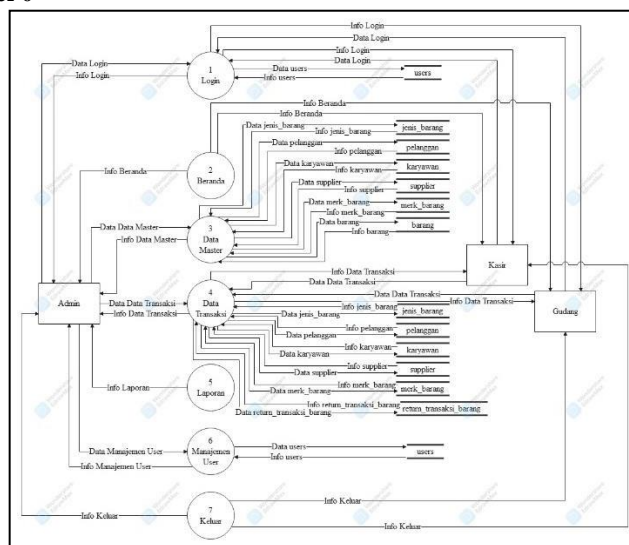 Info Login
Data Login
Info Login
Data Login
Data Login
Info Login
1
Login
Data users
Info users
users
Info Beranda
Info Beranda
2
Beranda
Info Beranda
Data jenis_barang
Info jenis_barang
jenis_barang
Data pelanggan
Info pelanggan
pelanggan
Data karyawan
Info karyawan
karyawan
Data supplier
Info supplier
supplier
Data merk_barang
Info merk_barang
merk_barang
Data barang
Info barang
barang
Data Data Master
Info Data Master
3
Data
Master
Kasir
Gudang
Admin
Info Data Transaksi
Data Data Transaksi
Data Data Transaksi
Info Data Transaksi
Data Data Transaksi
Info Data Transaksi
4
Data
Transaksi
Info jenis_barang
Data jenis_barang
jenis_barang
Info pelanggan
Data pelanggan
pelanggan
Info karyawan
Data karyawan
karyawan
Info supplier
Data supplier
supplier
Info merk_barang
Data merk_barang
merk_barang
Info return_transaksi_barang
Data return_transaksi_barang
return_transaksi_barang
Info Laporan
5
Laporan
Data Manajemen User
Info Manajemen User
6
Manajemen
User
Data users
Info users
users
7
Keluar
Info Keluar
Info Keluar
Info Keluar